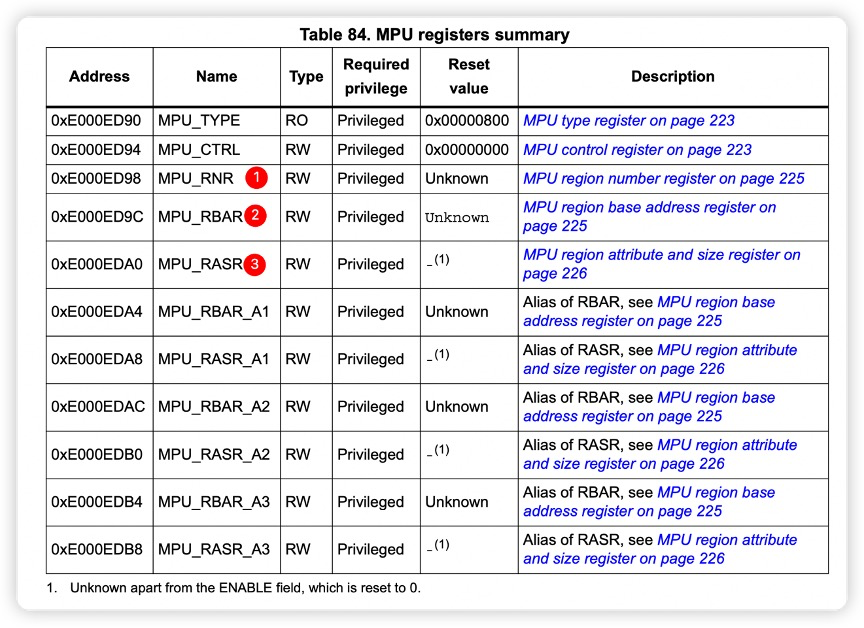 Table 84. MPU registers summary
Address Name Type Required privilege Reset value Description
0xE000ED90 MPU_TYPE RO Privileged 0x00000800 MPU type register on page 223
0xE000ED94 MPU_CTRL RW Privileged 0x00000000 MPU control register on page 223
0xE000ED98 MPU_RNR 1 RW Privileged Unknown MPU region number register on page 225
0xE000ED9C MPU_RBAR 2 RW Privileged Unknown MPU region base address register on
page 225
0xE000EDA0 MPU_RASR 3 RW Privileged -(1) MPU region attribute and size register on
page 226
0xE000EDA4 MPU_RBAR_A1 RW Privileged Unknown Alias of RBAR, see MPU region base
address register on page 225
0xE000EDA8 MPU_RASR_A1 RW Privileged -(1) Alias of RASR, see MPU region attribute
and size register on page 226
0xE000EDAC MPU_RBAR_A2 RW Privileged Unknown Alias of RBAR, see MPU region base
address register on page 225
0xE000EDB0 MPU_RASR_A2 RW Privileged -(1) Alias of RASR, see MPU region attribute
and size register on page 226
0xE000EDB4 MPU_RBAR_A3 RW Privileged Unknown Alias of RBAR, see MPU region base
address register on page 225
0xE000EDB8 MPU_RASR_A3 RW Privileged -(1) Alias of RASR, see MPU region attribute
and size register on page 226
1. Unknown apart from the ENABLE field, which is reset to 0.